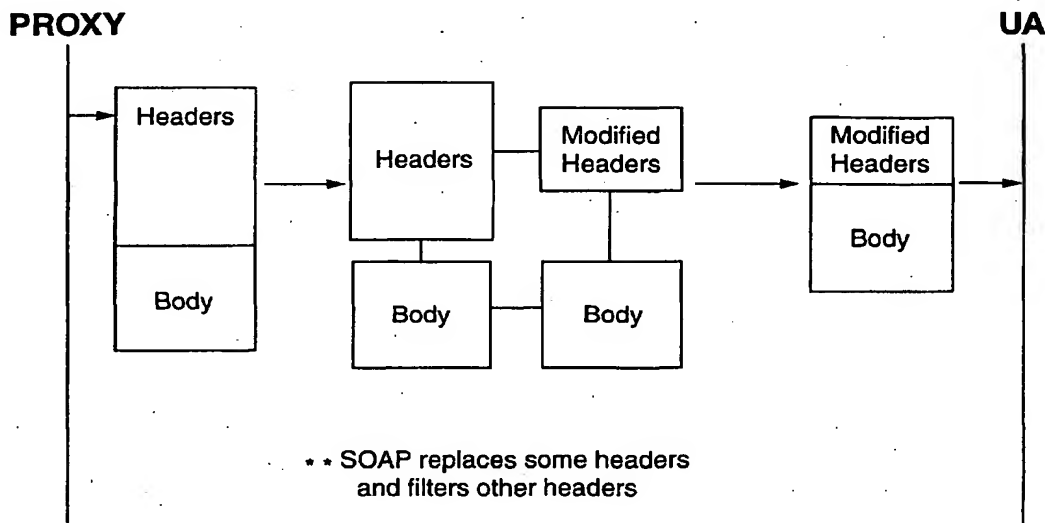 PROXY
UA
Headers
Body
Headers
Modified
Headers
Body
Body
Modified
Headers
Body
* * SOAP replaces some headers
and filters other headers